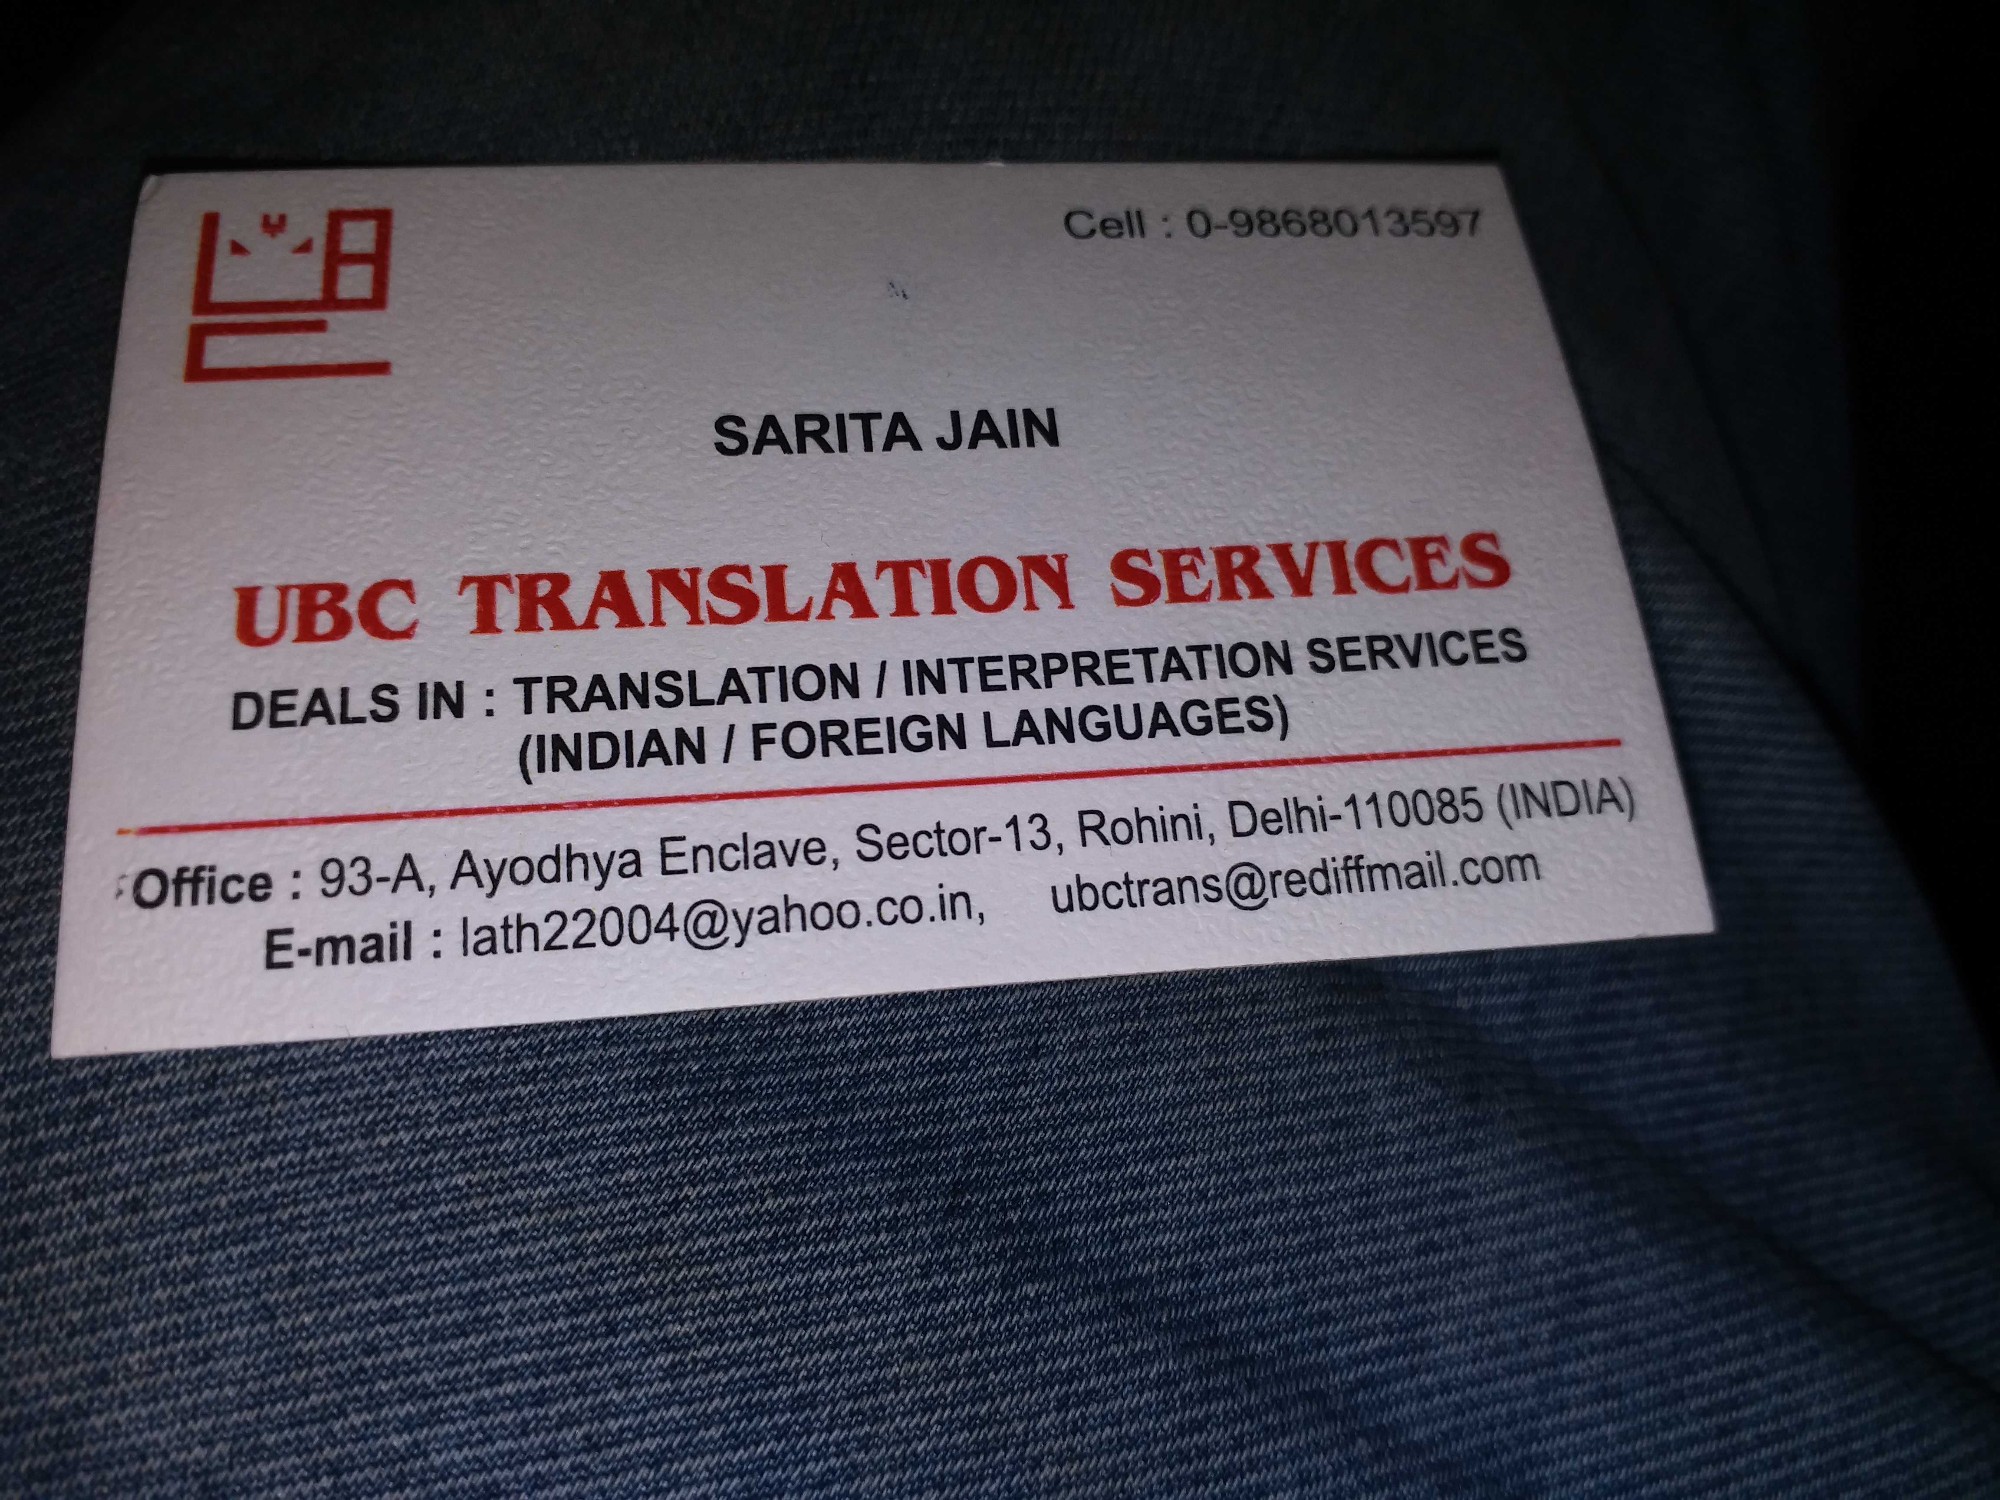 Cell : 0-9868013597
SARITA JAIN
UBC TRANSLATION SERVICES
DEALS IN : TRANSLATION / INTERPRETATION SERVICES
(INDIAN / FOREIGN LANGUAGES)
Office : 93-A, Ayodhya Enclave, Sector-13, Rohini, Delhi-110085 (INDIA)
E-mail : lath22004@yahoo.co.in, ubctrans@rediffmail.com